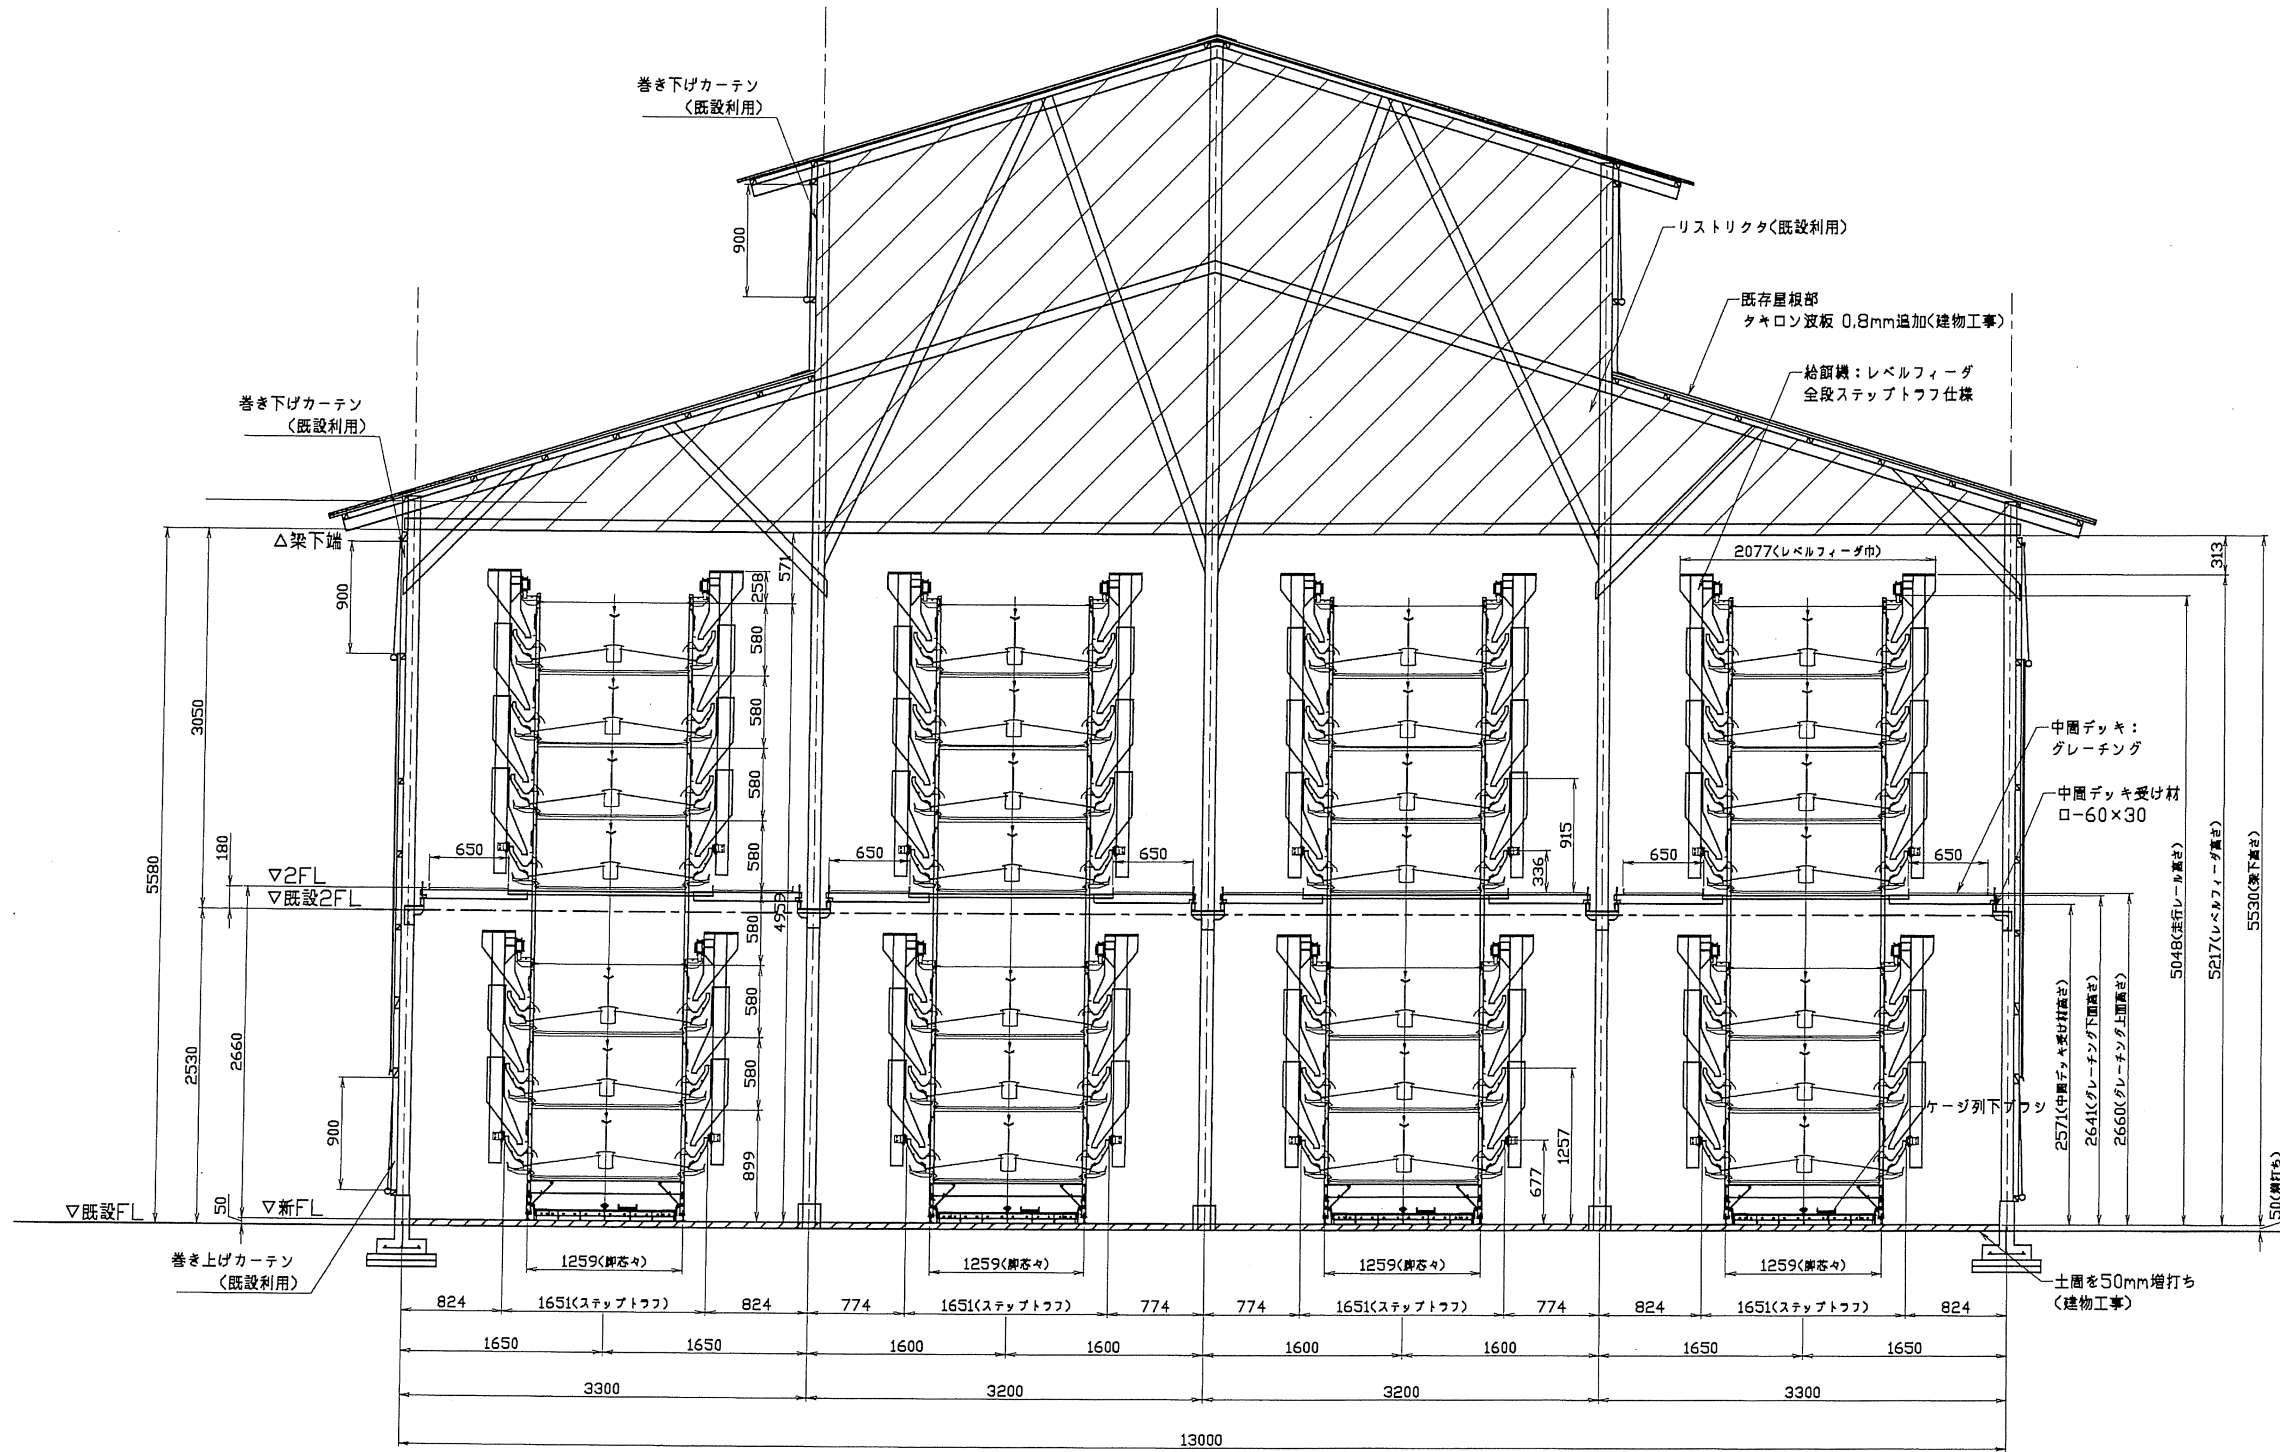 巻き下げカーテン
(既設利用)
900
リストリクタ(既設利用)
既存屋根部
タキロン波板 0.8mm追加(建物工事)
給餌機:レベルフィーダ
全段ステップトラフ仕様
巻き下げカーテン
(既設利用)
△梁下端
900
571
258
2077(レベルフィーダ巾)
313
580
580
580
580
580
580
580
899
4959
3050
5580
2530
180
2660
50
900
650
650
650
650
650
915
336
677
1257
▽2FL
▽既設2FL
中間デッキ:
グレーチング
中間デッキ受け材
ロ-60×30
ケージ列下ブラシ
2571(中間デッキ受け材高さ)
2641(グレーチング下面高さ)
2660(グレーチング上面高さ)
5048(走行レール高さ)
5217(レベルフィーダ高さ)
5530(梁下高さ)
50(増打ち)
▽既設FL
▽新FL
巻き上げカーテン
(既設利用)
土間を50mm増打ち
(建物工事)
1259(脚芯々) 1259(脚芯々) 1259(脚芯々) 1259(脚芯々)
824 1651(ステップトラフ) 824 774 1651(ステップトラフ) 774 774 1651(ステップトラフ) 774 824 1651(ステップトラフ) 824
1650 1650 1600 1600 1600 1600 1650 1650
3300 3200 3200 3300
13000